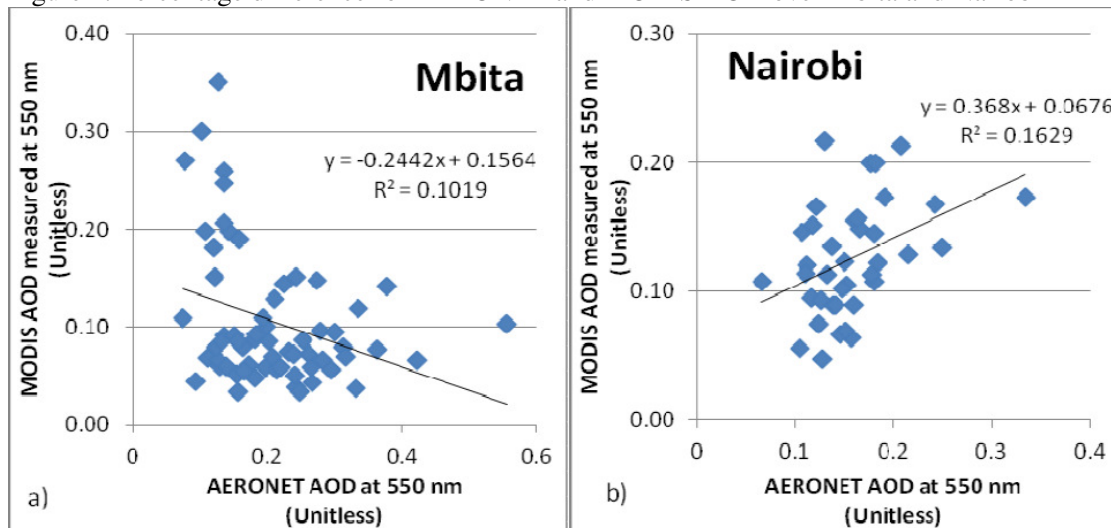 Mbita
y = -0.2442x + 0.1564
R² = 0.1019
MODIS AOD measured at 550 nm
(Unitless)
0.40
0.30
0.20
0.10
0.00
0
0.2
0.4
0.6
AERONET AOD at 550 nm
(Unitless)
a)
Nairobi
y = 0.368x + 0.0676
R² = 0.1629
MODIS AOD measured at 550 nm
(Unitless)
0.30
0.20
0.10
0.00
0
0.1
0.2
0.3
0.4
AERONET AOD at 550 nm
(Unitless)
b)